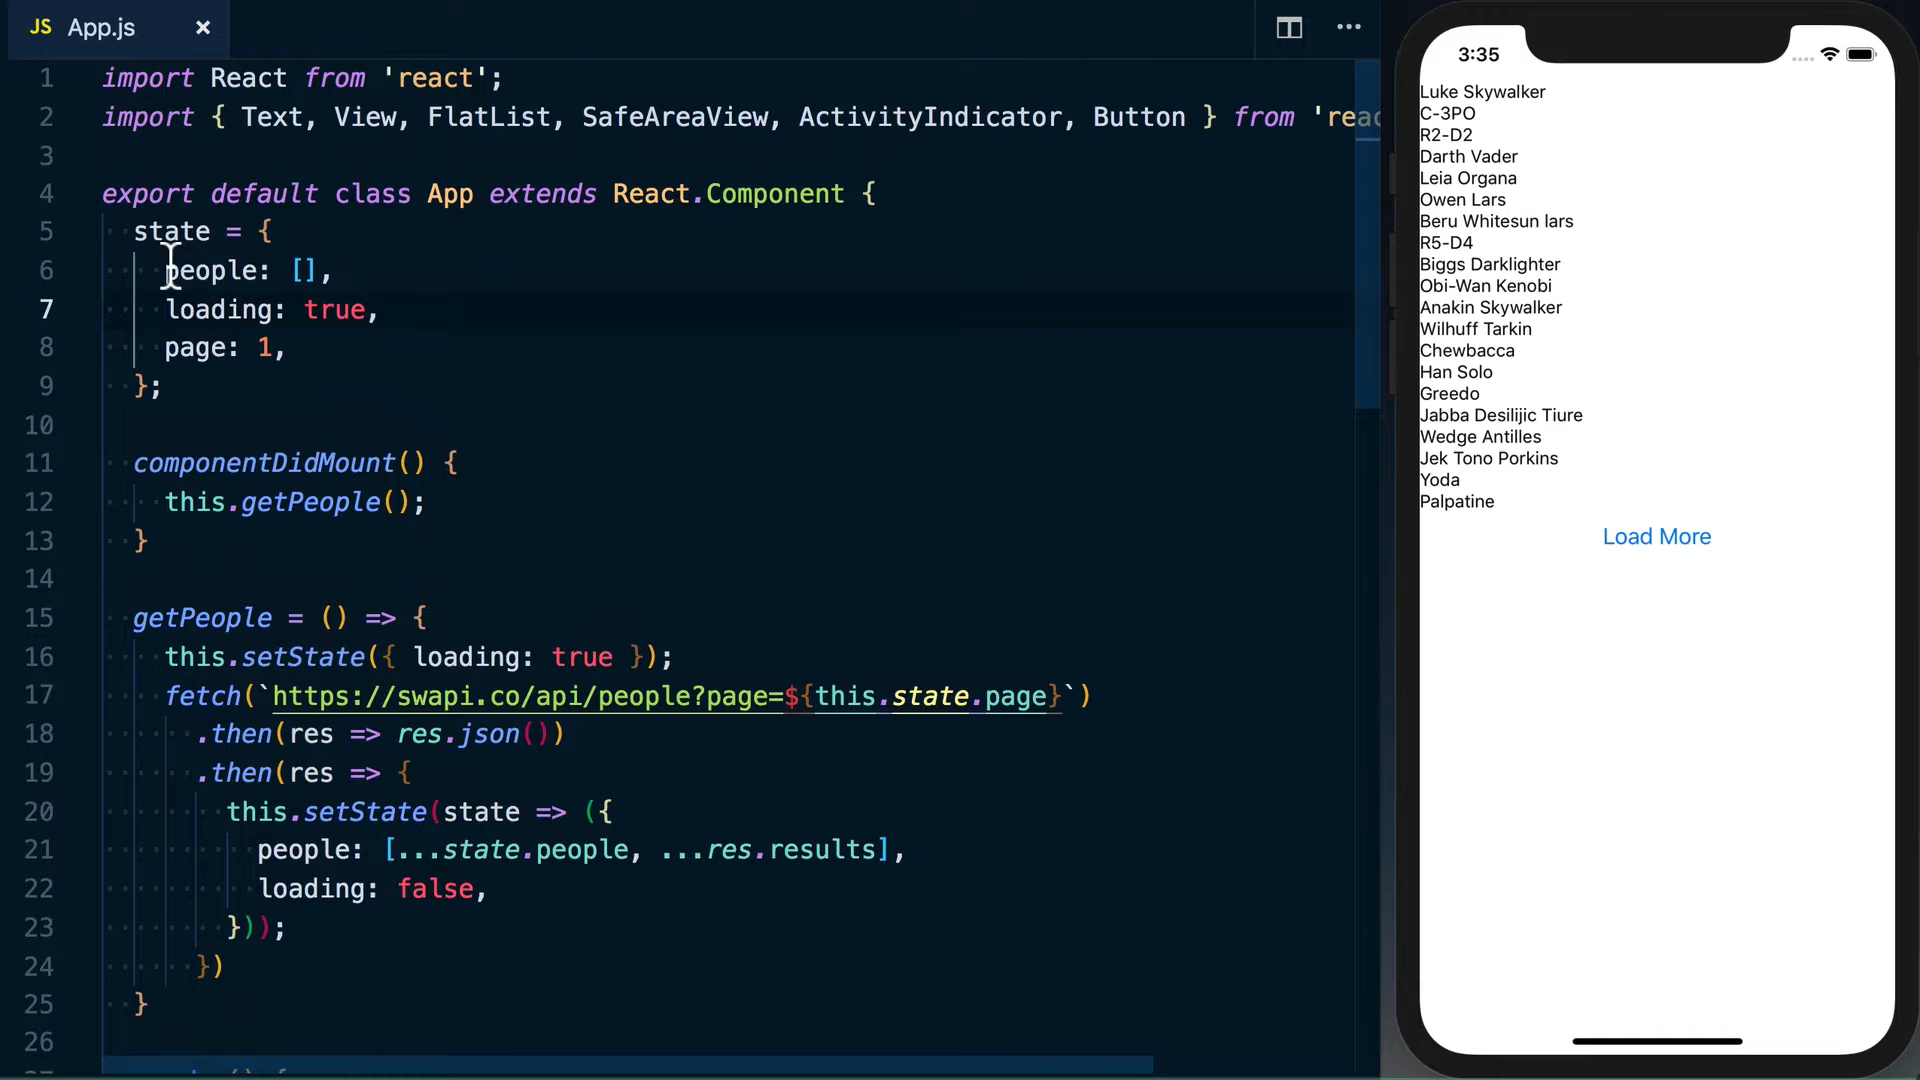 JS App.js
1 import React from 'react';
2 import { Text, View, FlatList, SafeAreaView, ActivityIndicator, Button } from 'reac
3
4 export default class App extends React.Component {
5 state = {
6 people: [],
7 loading: true,
8 page: 1,
9 };
10
11 componentDidMount() {
12 this.getPeople();
13 }
14
15 getPeople = () => {
16 this.setState({ loading: true });
17 fetch(`https://swapi.co/api/people?page=${this.state.page}`)
18 .then(res => res.json())
19 .then(res => {
20 this.setState(state => ({
21 people: [...state.people, ...res.results],
22 loading: false,
23 }));
24 })
25 }
26
3:35
Luke Skywalker
C-3PO
R2-D2
Darth Vader
Leia Organa
Owen Lars
Beru Whitesun lars
R5-D4
Biggs Darklighter
Obi-Wan Kenobi
Anakin Skywalker
Wilhuff Tarkin
Chewbacca
Han Solo
Greedo
Jabba Desilijic Tiure
Wedge Antilles
Jek Tono Porkins
Yoda
Palpatine
Load More